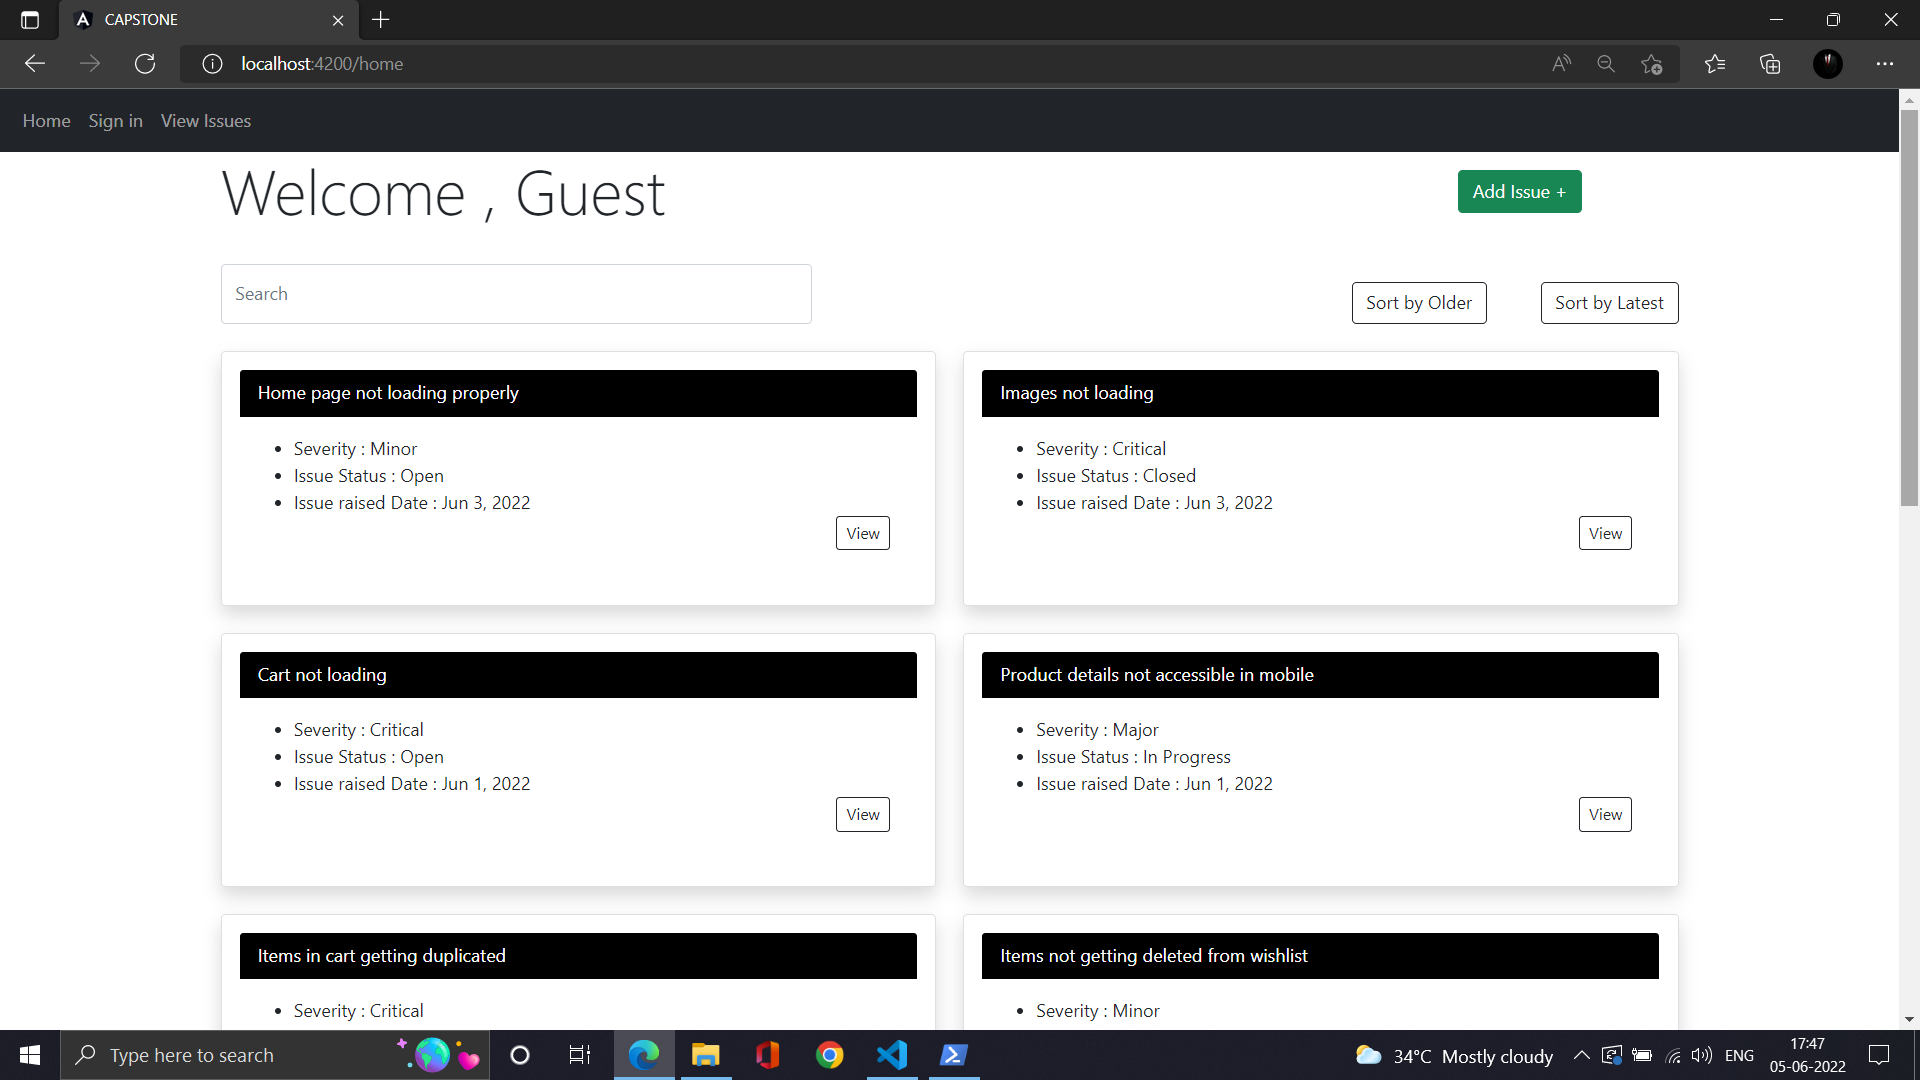 CAPSTONE
localhost:4200/home
Home Sign in View Issues
Welcome , Guest
Add Issue +
Search
Sort by Older
Sort by Latest
Home page not loading properly
Severity : Minor
Issue Status : Open
Issue raised Date : Jun 3, 2022
View
Images not loading
Severity : Critical
Issue Status : Closed
Issue raised Date : Jun 3, 2022
View
Cart not loading
Severity : Critical
Issue Status : Open
Issue raised Date : Jun 1, 2022
View
Product details not accessible in mobile
Severity : Major
Issue Status : In Progress
Issue raised Date : Jun 1, 2022
View
Items in cart getting duplicated
Severity : Critical
Items not getting deleted from wishlist
Severity : Minor
Type here to search
34°C Mostly cloudy
ENG
17:47
05-06-2022